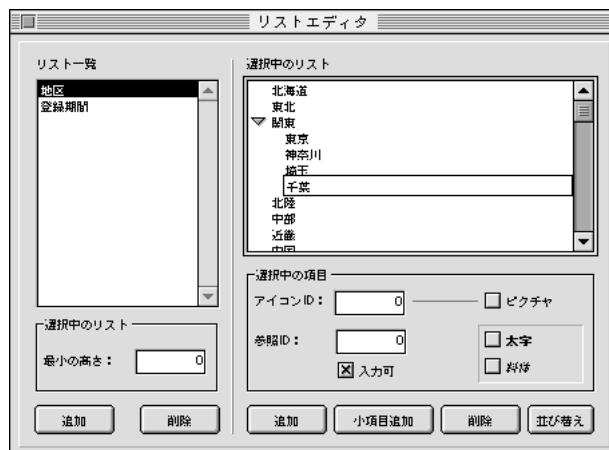 リストエディタ
リスト一覧
地区
登録期間
選択中のリスト
最小の高さ： 0
追加
削除
選択中のリスト
北海道
東北
関東
東京
神奈川
埼玉
千葉
北陸
中部
近畿
中国
選択中の項目
アイコンID： 0
ピクチャ
参照ID： 0
入力可
太字
斜体
追加
小項目追加
削除
並び替え